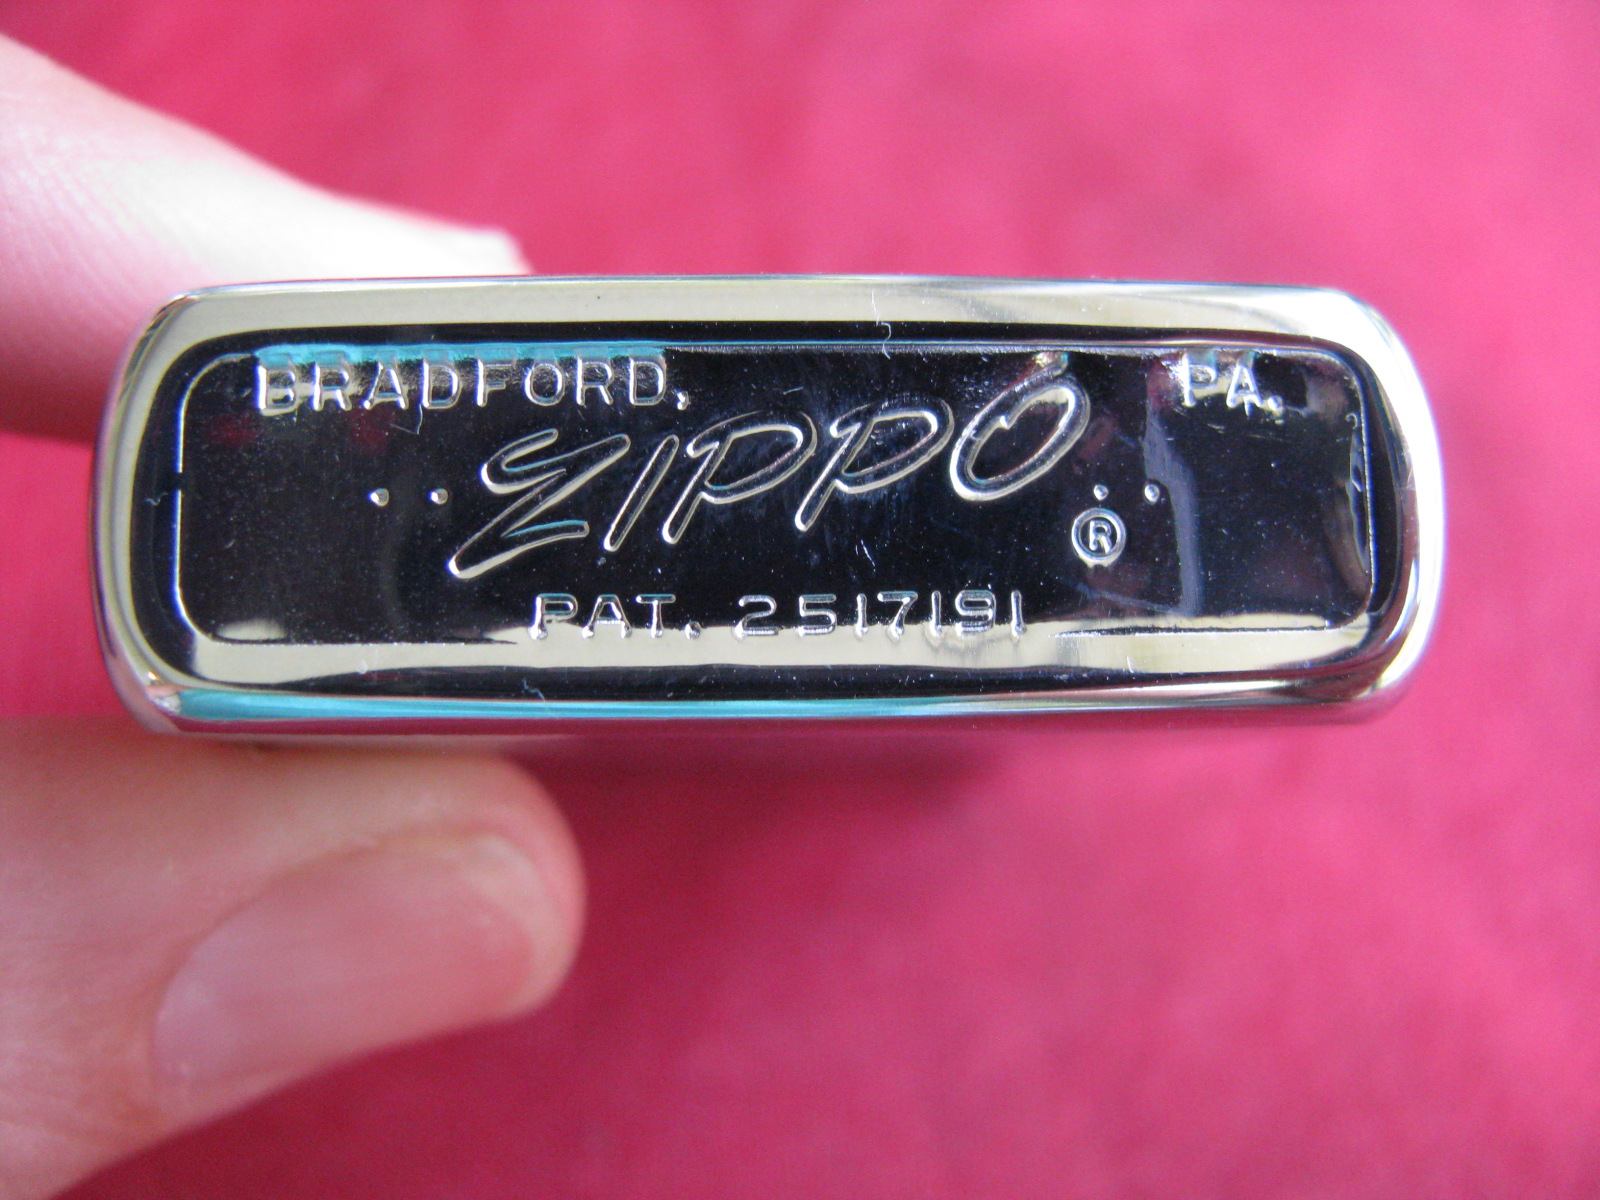 BRADFORD, PA.
·· ZIPPO ··
®
PAT. 2517191